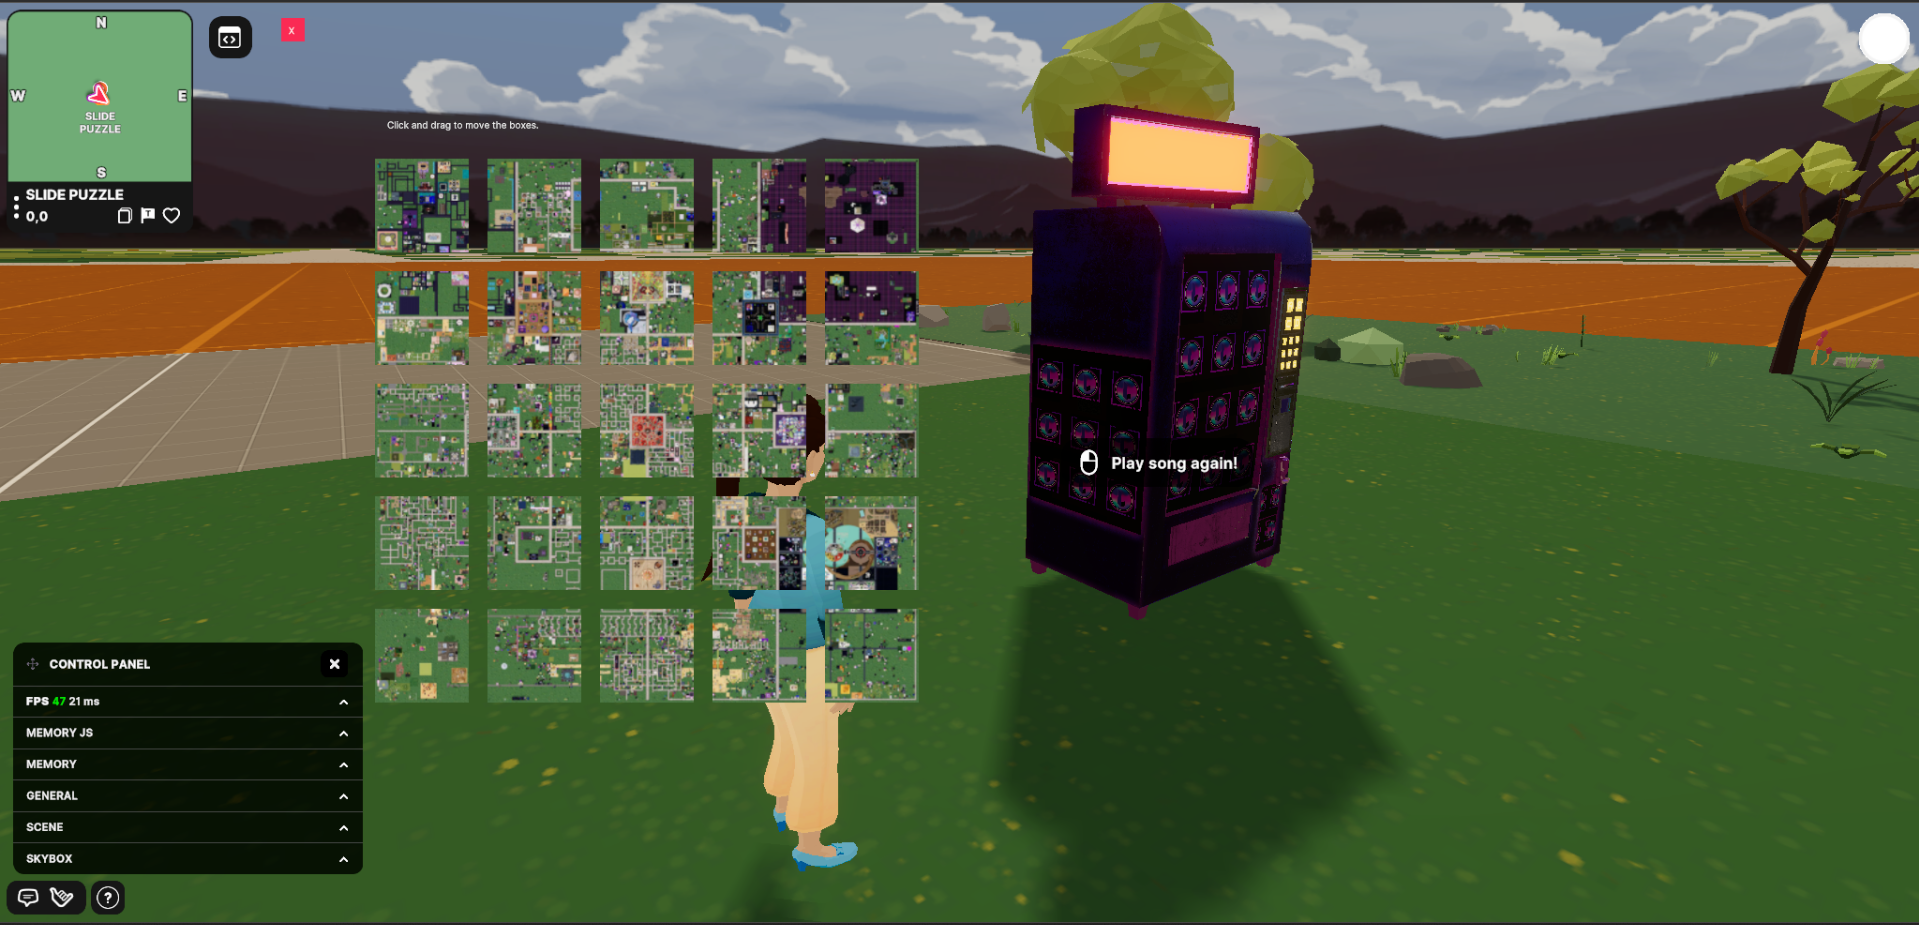 N
W
E
SLIDE
PUZZLE
S
SLIDE PUZZLE
0,0
x
Click and drag to move the boxes.
Play song again!
CONTROL PANEL
FPS 47 21 ms
MEMORY JS
MEMORY
GENERAL
SCENE
SKYBOX
?